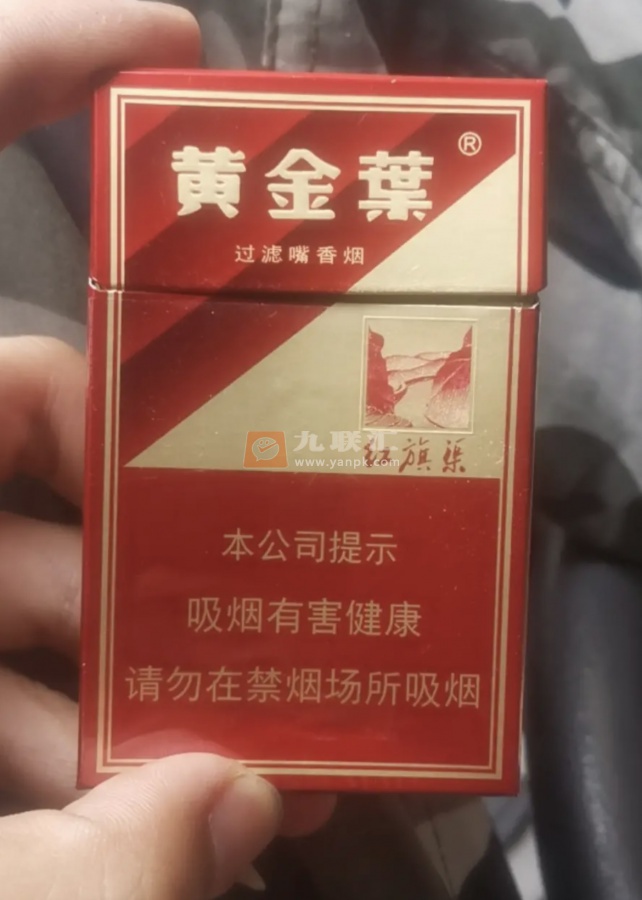 黄金葉®
过滤嘴香烟
九联汇
www.yanpk.com
红旗渠
本公司提示
吸烟有害健康
请勿在禁烟场所吸烟